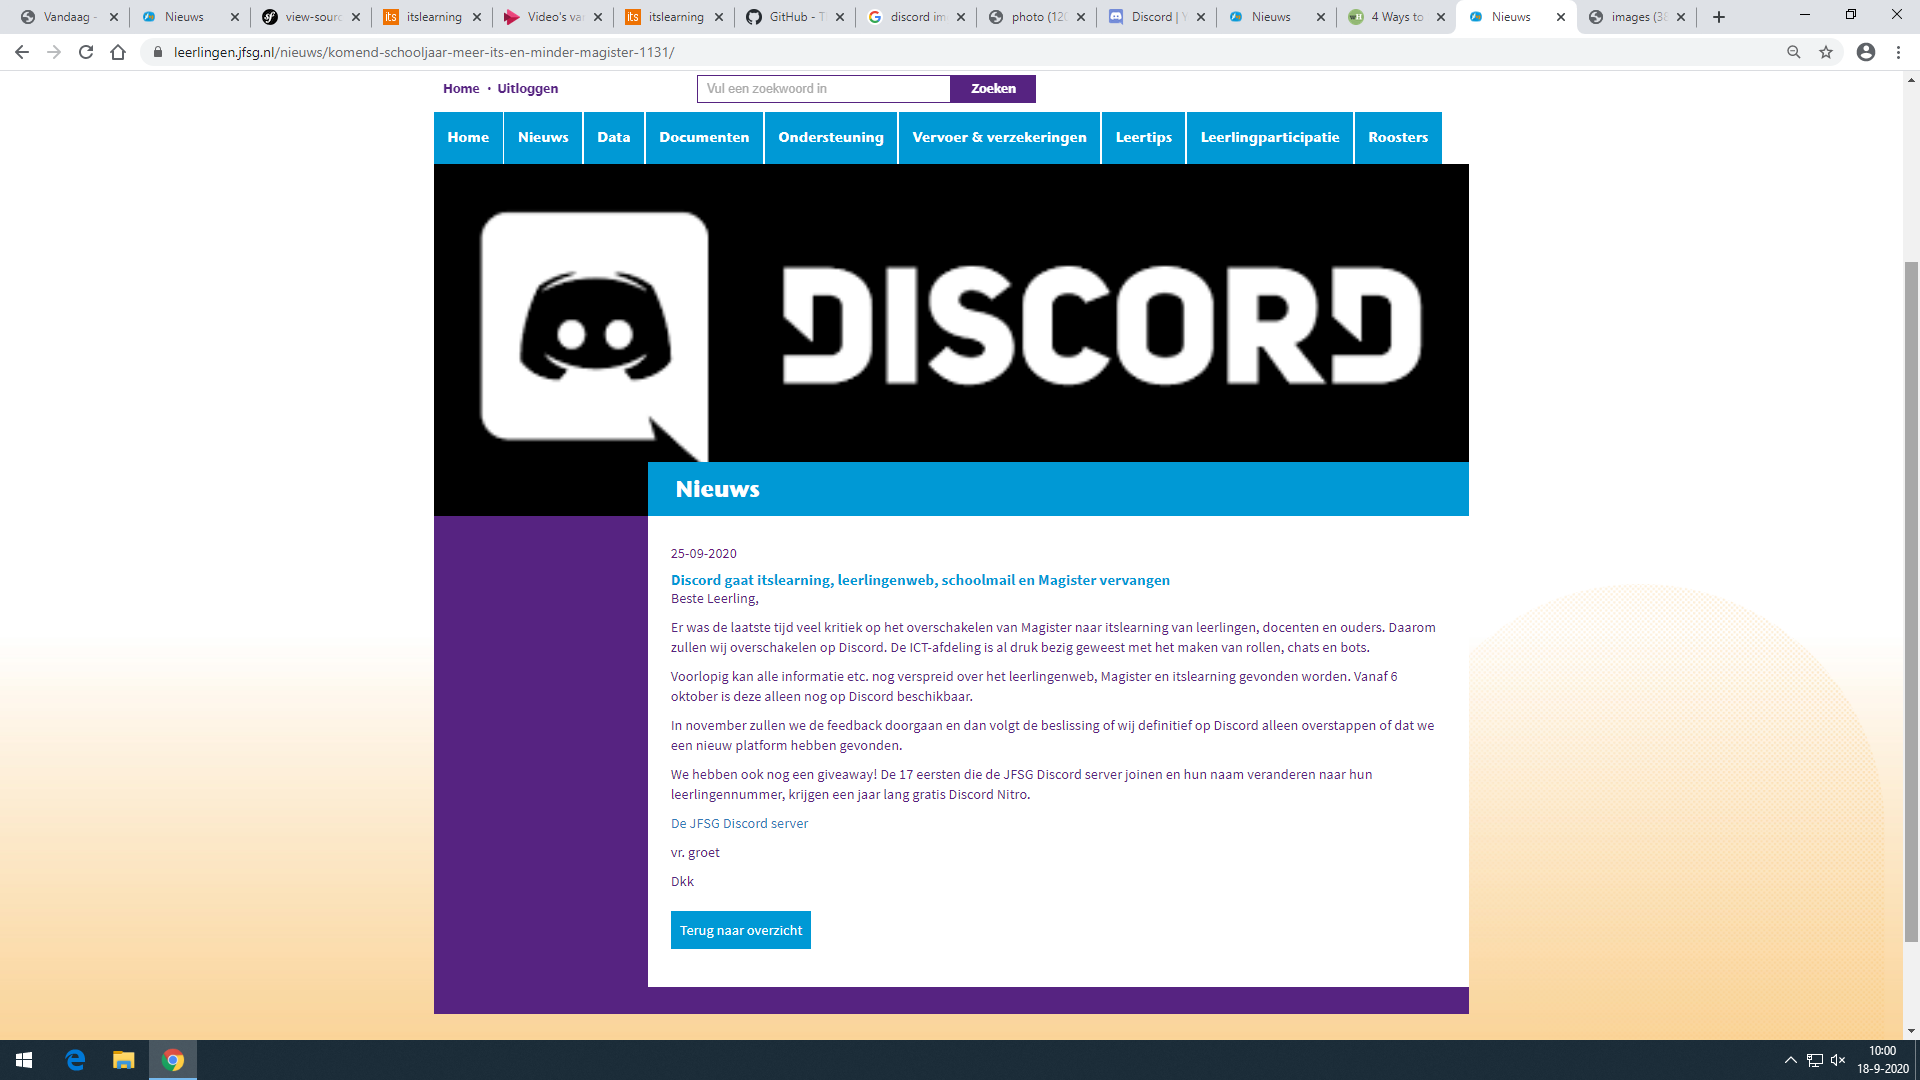 Vandaag -
Nieuws
view-sourc
itslearning
Video's va
itslearning
GitHub - T
discord im
photo (120
Discord | Y
Nieuws
4 Ways to
Nieuws
images (38
leerlingen.jfsg.nl/nieuws/komend-schooljaar-meer-its-en-minder-magister-1131/
Home · Uitloggen
Vul een zoekwoord in
Zoeken
Home Nieuws Data Documenten Ondersteuning Vervoer & verzekeringen Leertips Leerlingparticipatie Roosters
DISCORD
Nieuws
25-09-2020
Discord gaat itslearning, leerlingenweb, schoolmail en Magister vervangen
Beste Leerling,
Er was de laatste tijd veel kritiek op het overschakelen van Magister naar itslearning van leerlingen, docenten en ouders. Daarom
zullen wij overschakelen op Discord. De ICT-afdeling is al druk bezig geweest met het maken van rollen, chats en bots.
Voorlopig kan alle informatie etc. nog verspreid over het leerlingenweb, Magister en itslearning gevonden worden. Vanaf 6
oktober is deze alleen nog op Discord beschikbaar.
In november zullen we de feedback doorgaan en dan volgt de beslissing of wij definitief op Discord alleen overstappen of dat we
een nieuw platform hebben gevonden.
We hebben ook nog een giveaway! De 17 eersten die de JFSG Discord server joinen en hun naam veranderen naar hun
leerlingennummer, krijgen een jaar lang gratis Discord Nitro.
De JFSG Discord server
vr. groet
Dkk
Terug naar overzicht
10:00
18-9-2020